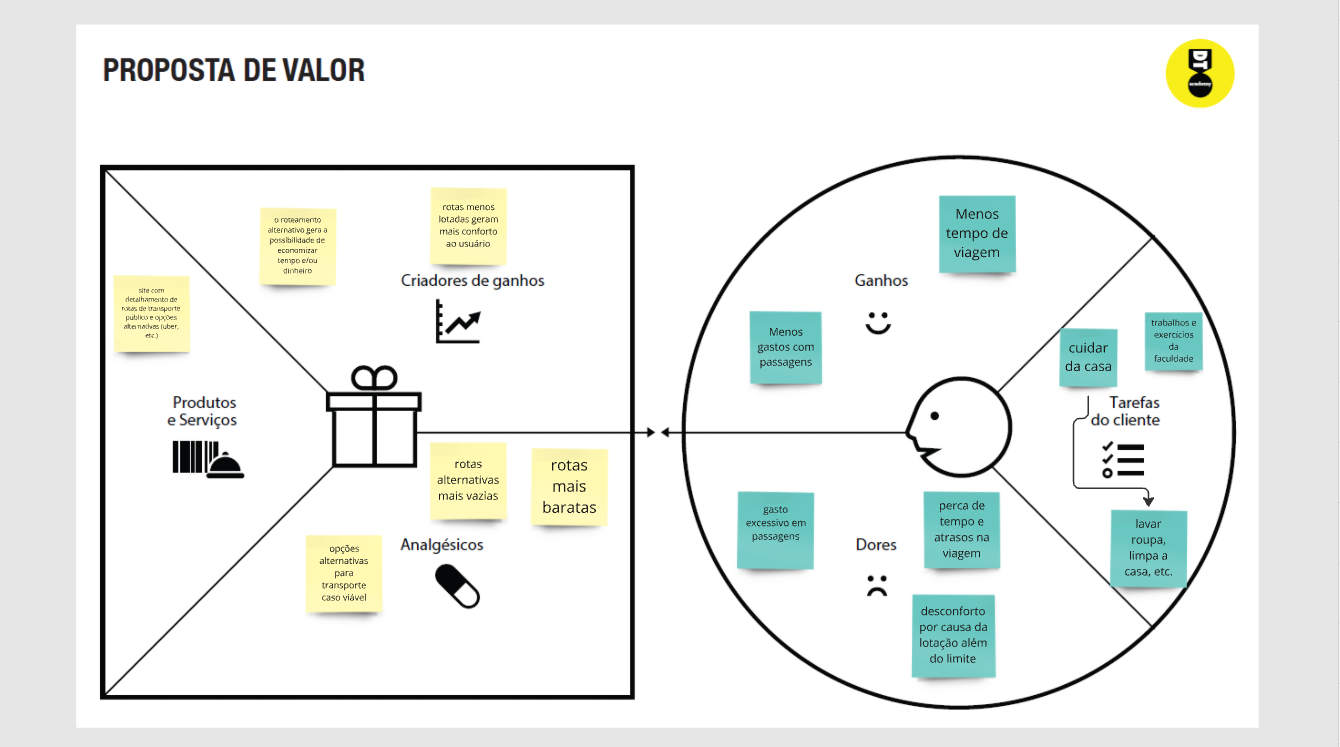 PROPOSTA DE VALOR
DT
academy
o roteamento
alternativo gera a
possibilidade de
economizar
tempo e/ou
dinheiro
rotas menos
lotadas geram
mais conforto
ao usuário
Criadores de ganhos
site com
detalhamento de
rotas de transporte
público e opções
alternativas (uber,
etc.)
Produtos
e Serviços
rotas
alternativas
mais vazias
rotas
mais
baratas
opções
alternativas
para
transporte
caso viável
Analgésicos
Menos
tempo de
viagem
Ganhos
Menos
gastos com
passagens
cuidar
da casa
trabalhos e
exercícios
da
faculdade
Tarefas
do cliente
lavar
roupa,
limpa a
casa, etc.
gasto
excessivo em
passagens
perca de
tempo e
atrasos na
viagem
Dores
desconforto
por causa da
lotação além
do limite